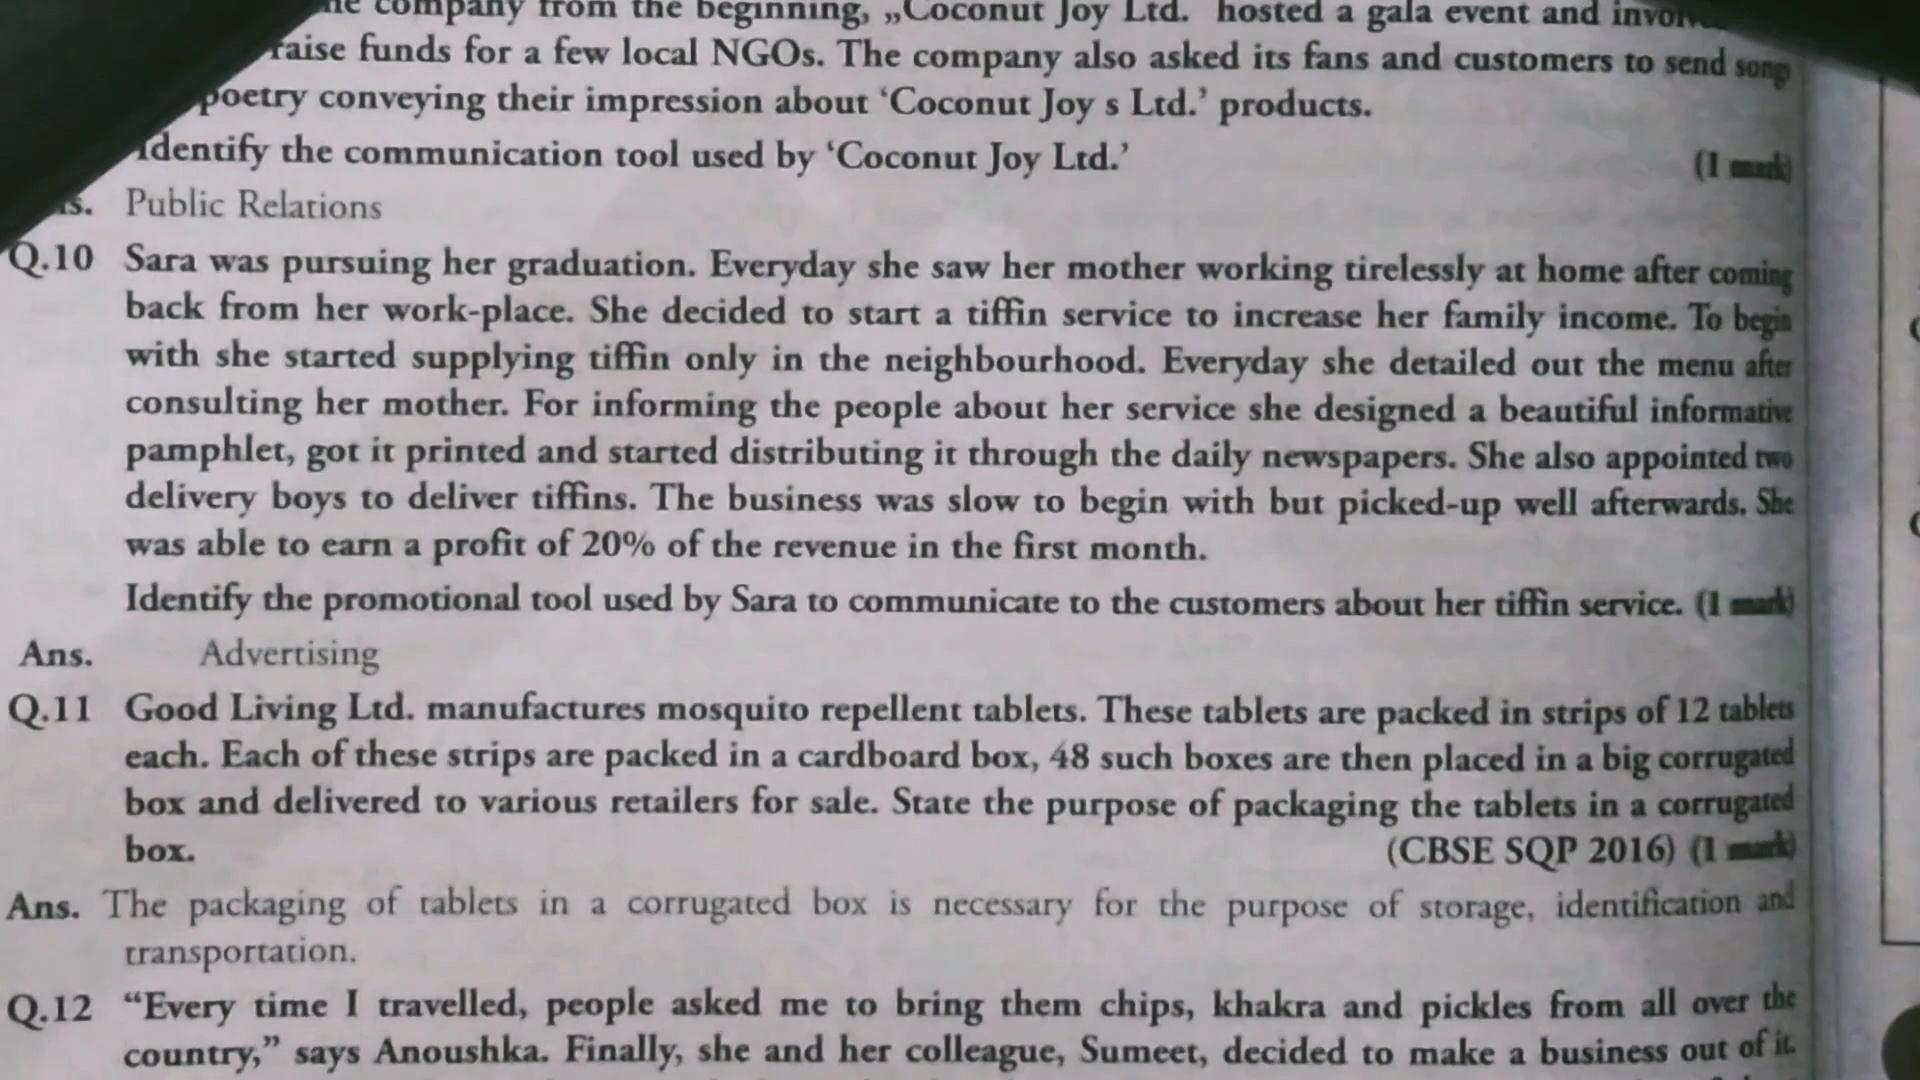 company from the beginning, „Coconut Joy Ltd. hosted a gala event and
raise funds for a few local NGOs. The company also asked its fans and customers to send song
poetry conveying their impression about ‘Coconut Joy s Ltd.’ products.
Identify the communication tool used by ‘Coconut Joy Ltd.’ (1 mark)
Public Relations
Q.10 Sara was pursuing her graduation. Everyday she saw her mother working tirelessly at home after coming
back from her work-place. She decided to start a tiffin service to increase her family income. To begin
with she started supplying tiffin only in the neighbourhood. Everyday she detailed out the menu after
consulting her mother. For informing the people about her service she designed a beautiful informative
pamphlet, got it printed and started distributing it through the daily newspapers. She also appointed two
delivery boys to deliver tiffins. The business was slow to begin with but picked-up well afterwards. She
was able to earn a profit of 20% of the revenue in the first month.
Identify the promotional tool used by Sara to communicate to the customers about her tiffin service. (1 mark)
Ans. Advertising
Q.11 Good Living Ltd. manufactures mosquito repellent tablets. These tablets are packed in strips of 12 tablets
each. Each of these strips are packed in a cardboard box, 48 such boxes are then placed in a big corrugated
box and delivered to various retailers for sale. State the purpose of packaging the tablets in a corrugated
box. (CBSE SQP 2016) (1 mark)
Ans. The packaging of tablets in a corrugated box is necessary for the purpose of storage, identification and
transportation.
Q.12 “Every time I travelled, people asked me to bring them chips, khakra and pickles from all over the
country,” says Anoushka. Finally, she and her colleague, Sumeet, decided to make a business out of it.